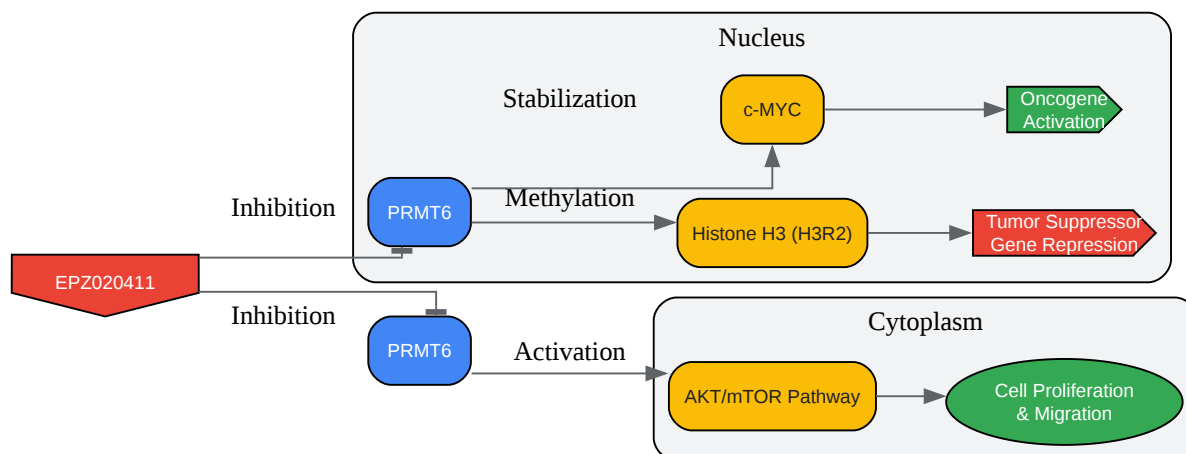 Nucleus
Stabilization
c-MYC
Oncogene
Activation
Inhibition
PRMT6
Methylation
Histone H3 (H3R2)
Tumor Suppressor
Gene Repression
EPZ020411
Inhibition
PRMT6
Activation
Cytoplasm
AKT/mTOR Pathway
Cell Proliferation
& Migration